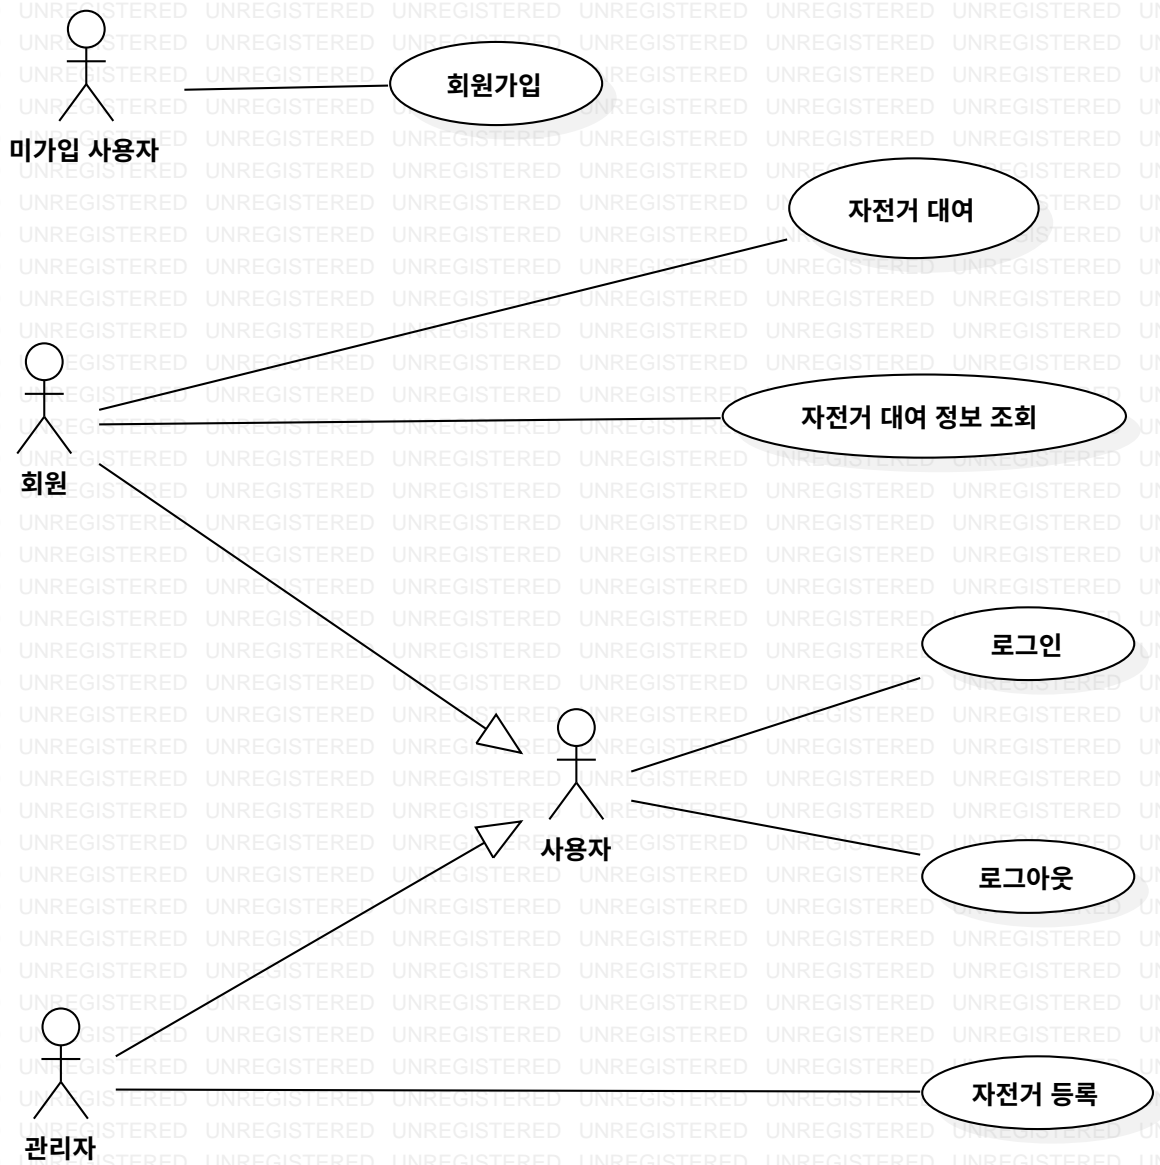 회원가입
미가입 사용자
자전거 대여
자전거 대여 정보 조회
회원
로그인
사용자
로그아웃
자전거 등록
관리자
UNREGISTERED